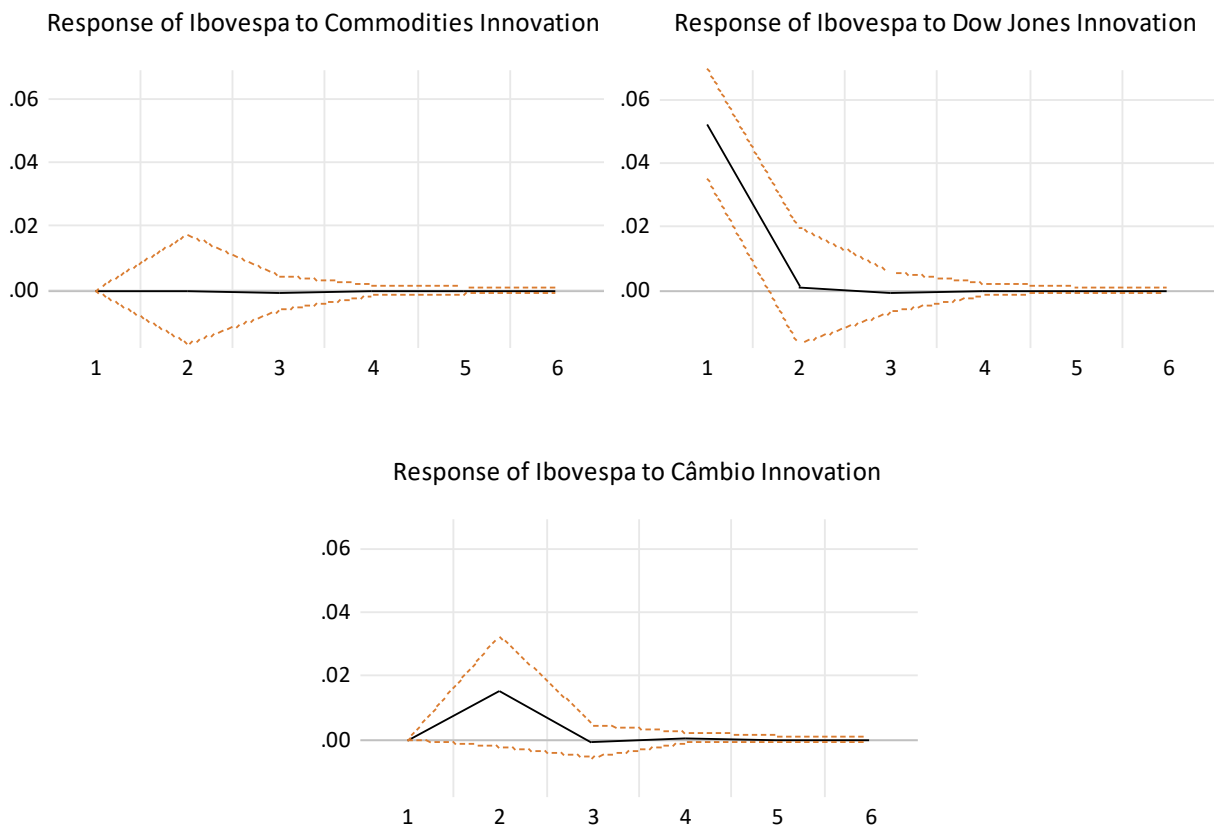 Response of Ibovespa to Commodities Innovation
.06
.04
.02
.00
1 2 3 4 5 6
Response of Ibovespa to Dow Jones Innovation
.06
.04
.02
.00
1 2 3 4 5 6
Response of Ibovespa to Câmbio Innovation
.06
.04
.02
.00
1 2 3 4 5 6